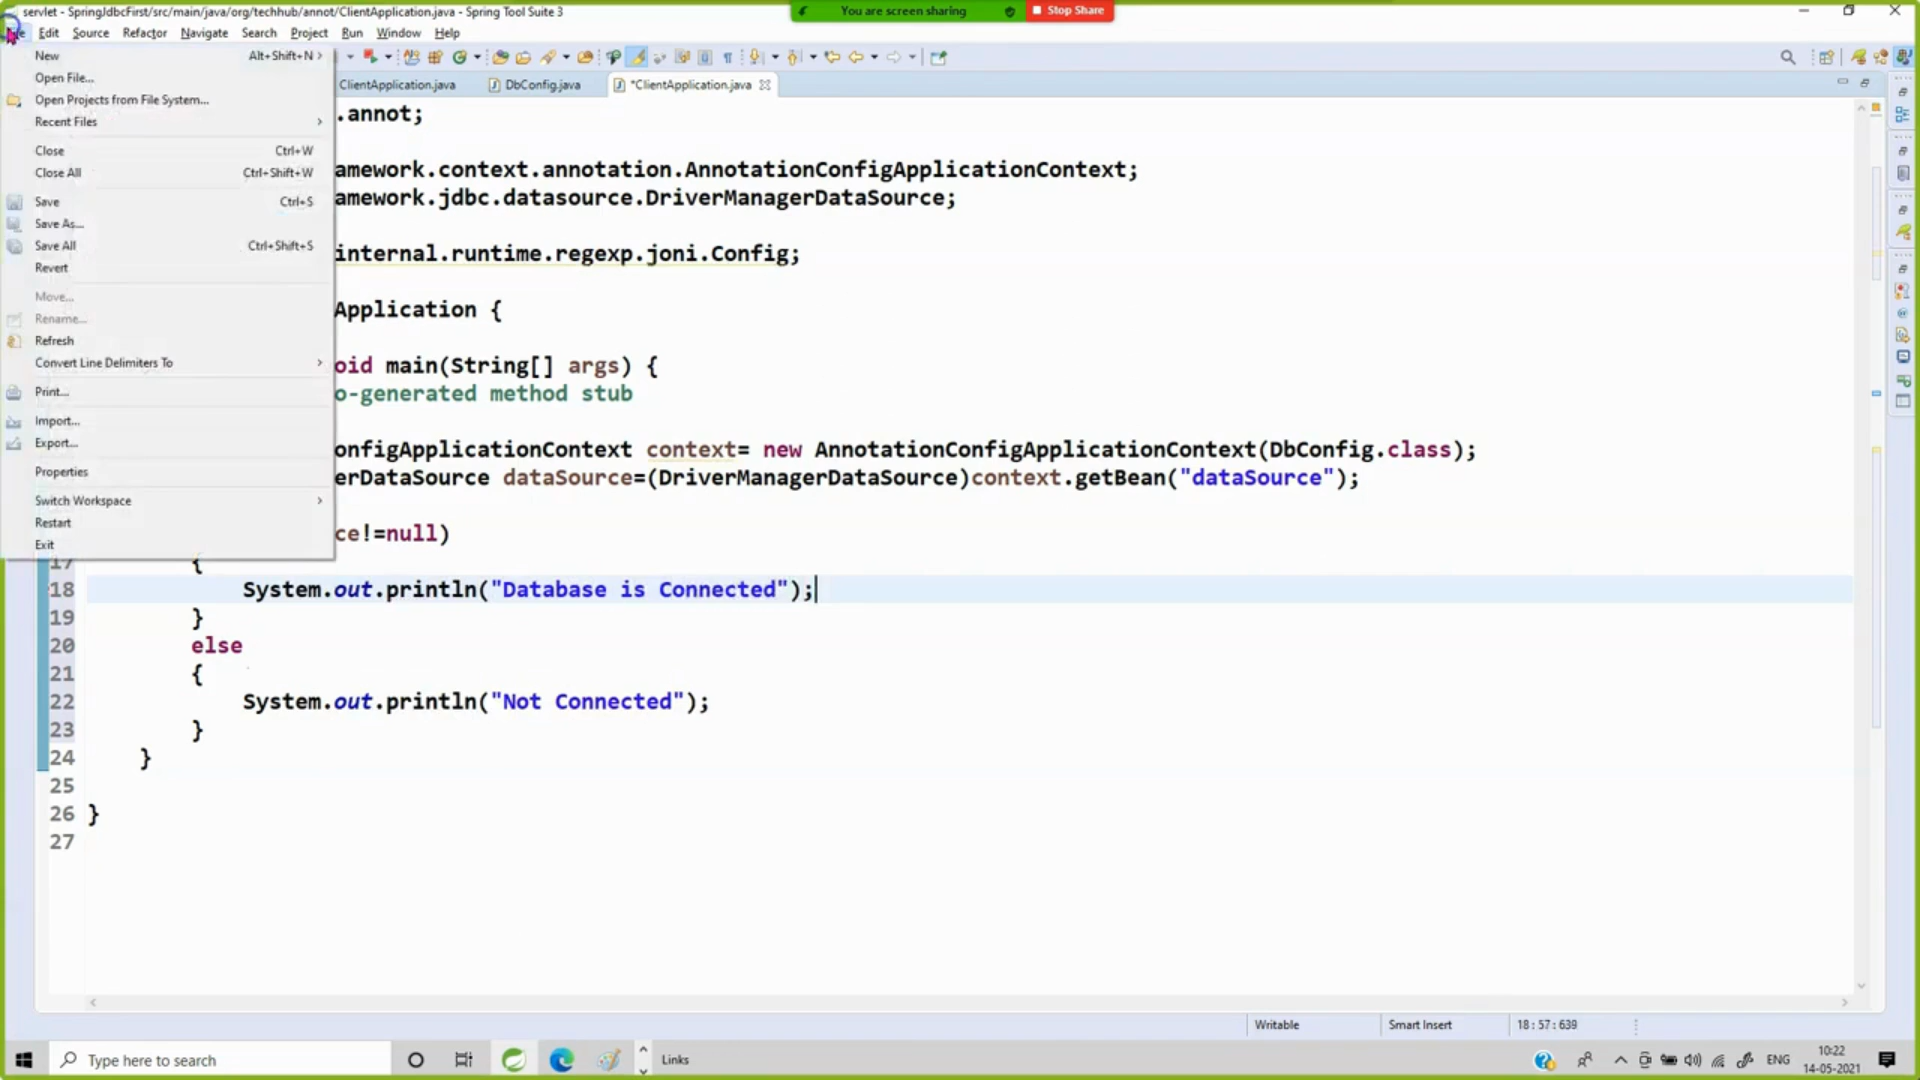 servlet - SpringJdbcFirst/src/main/java/org/techhub/annot/ClientApplication.java - Spring Tool Suite 3
You are screen sharing
Stop Share
Edit Source Refactor Navigate Search Project Run Window Help
New Alt+Shift+N
Open File...
Open Projects from File System...
Recent Files
Close Ctrl+W
Close All Ctrl+Shift+W
Save Ctrl+S
Save As...
Save All Ctrl+Shift+S
Revert
Move...
Rename...
Refresh
Convert Line Delimiters To
Print...
Import...
Export...
Properties
Switch Workspace
Restart
Exit
ClientApplication.java DbConfig.java *ClientApplication.java
.annot;
amework.context.annotation.AnnotationConfigApplicationContext;
amework.jdbc.datasource.DriverManagerDataSource;
internal.runtime.regexp.joni.Config;
Application {
oid main(String[] args) {
o-generated method stub
onfigApplicationContext context= new AnnotationConfigApplicationContext(DbConfig.class);
erDataSource dataSource=(DriverManagerDataSource)context.getBean("dataSource");
ce!=null)
17 {
18 System.out.println("Database is Connected");
19 }
20 else
21 {
22 System.out.println("Not Connected");
23 }
24 }
25
26 }
27
Writable Smart Insert 18 : 57 : 639
Type here to search
Links
ENG
10:22
14-05-2021